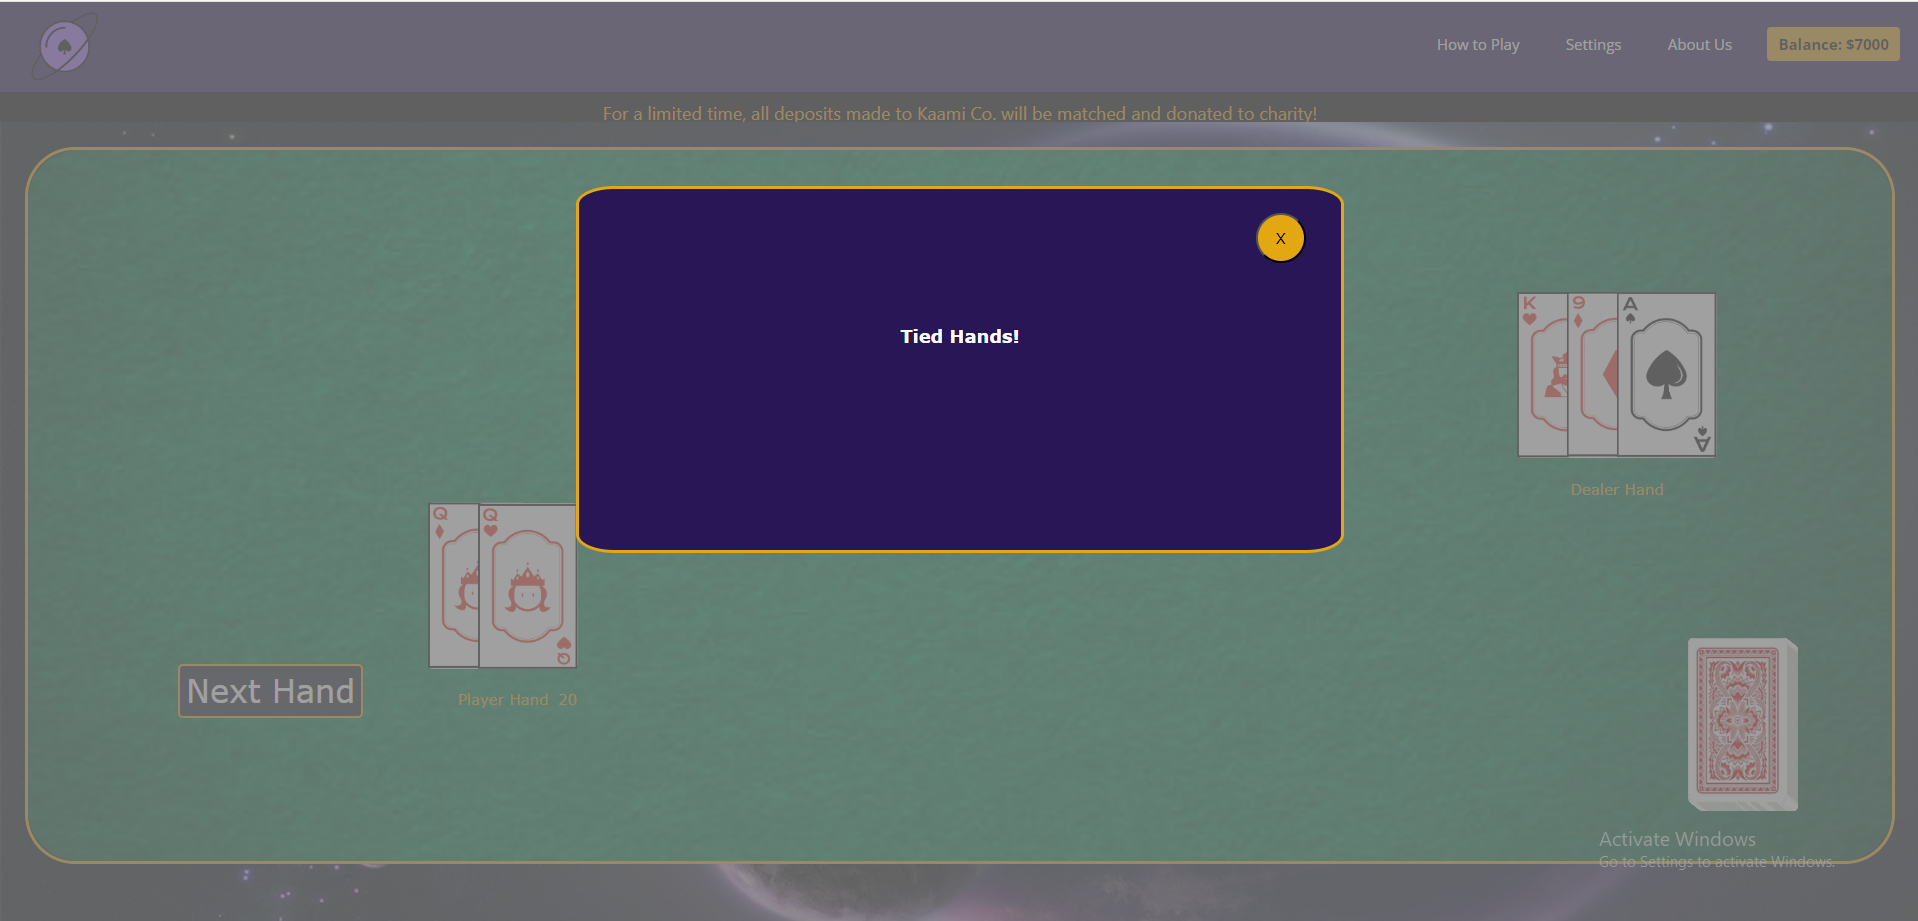 How to Play Settings About Us Balance: $7000
For a limited time, all deposits made to Kaami Co. will be matched and donated to charity!
X
Tied Hands!
K 9 A
A
Dealer Hand
Q Q
Q
Player Hand 20
Next Hand
Activate Windows
Go to Settings to activate Windows.